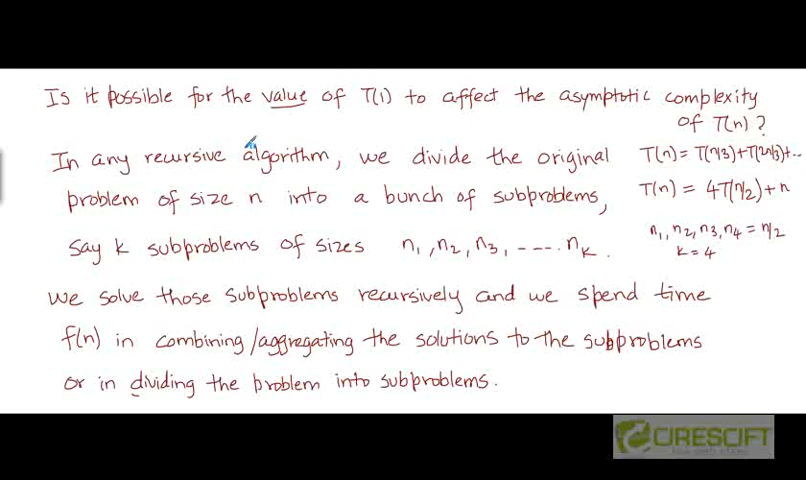 Is it possible for the value of T(1) to affect the asymptotic complexity
of T(n)?
In any recursive algorithm, we divide the original
problem of size n into a bunch of subproblems,
say k subproblems of sizes n₁, n₂, n₃, ---- nₖ.
T(n) = T(n/3)+T(2n/3)+...
T(n) = 4T(n/2) + n
n₁, n₂, n₃, n₄ = n/2
k = 4
We solve those subproblems recursively and we spend time
f(n) in combining/aggregating the solutions to the subproblems
or in dividing the problem into subproblems.
CIRESCIFT